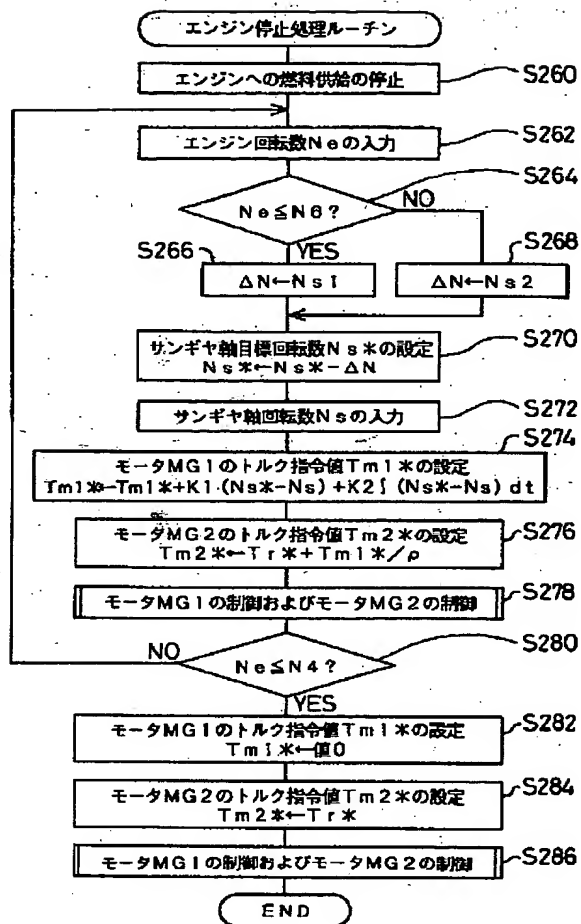 エンジン停止処理ルーチン
エンジンへの燃料供給の停止
S260
エンジン回転数Neの入力
S262
S264
Ne≦N6?
NO
YES
S266
S268
ΔN←Ns1
ΔN←Ns2
サンギヤ軸目標回転数Ns*の設定
Ns*←Ns*-ΔN
S270
サンギヤ軸回転数Nsの入力
S272
S274
モータMG1のトルク指令値Tm1*の設定
Tm1*←Tm1*+K1・(Ns*-Ns)+K2∫(Ns*-Ns)dt
モータMG2のトルク指令値Tm2*の設定
Tm2*←Tr*+Tm1*/ρ
S276
モータMG1の制御およびモータMG2の制御
S278
S280
NO
Ne≦N4?
YES
モータMG1のトルク指令値Tm1*の設定
Tm1*←値0
S282
モータMG2のトルク指令値Tm2*の設定
Tm2*←Tr*
S284
モータMG1の制御およびモータMG2の制御
S286
END